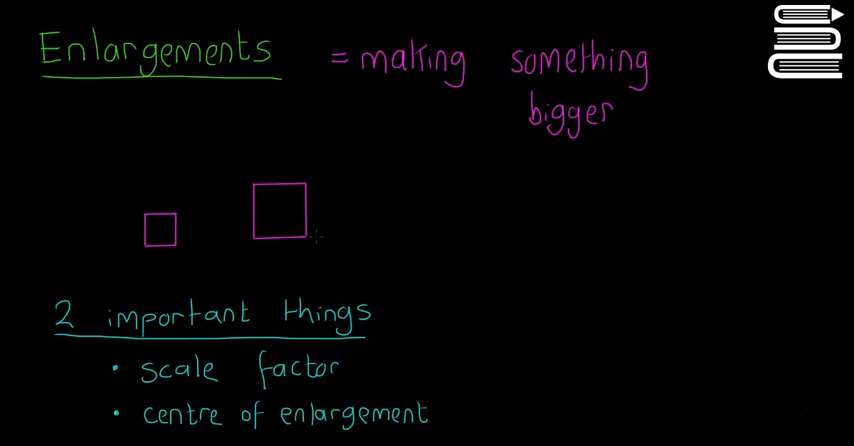 Enlargements = making something
bigger
2 important things
• scale factor
• centre of enlargement